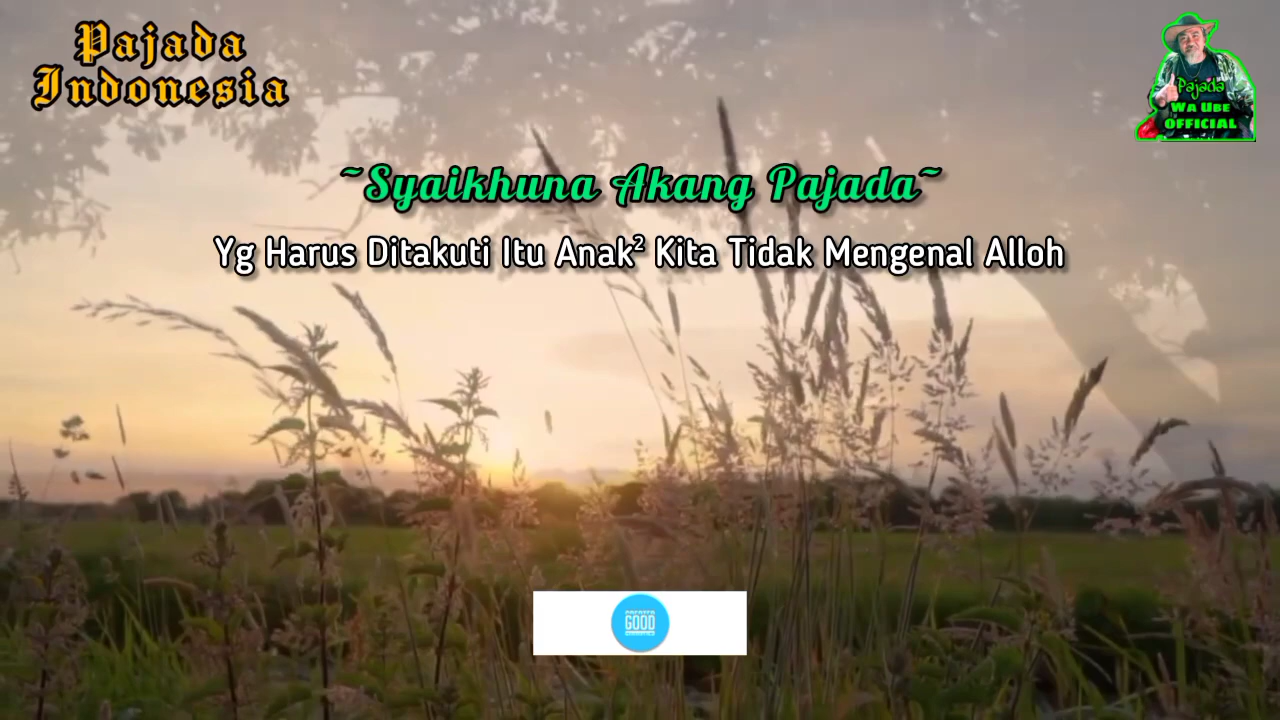 Pajada
Indonesia
Pajada
Wa Ube
OFFICIAL
~Syaikhuna Akang Pajada~
Yg Harus Ditakuti Itu Anak² Kita Tidak Mengenal Alloh
GOOD